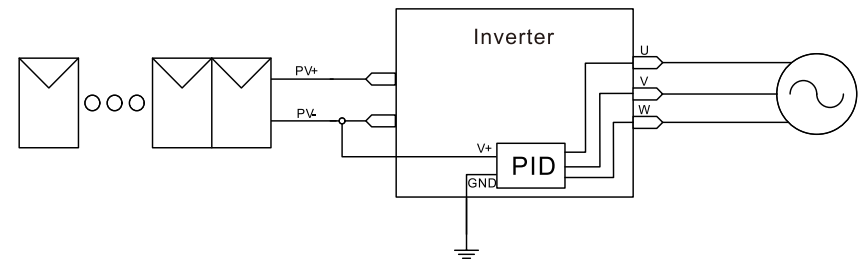 Inverter
U
PV+
V
PV-
W
V+
PID
GND